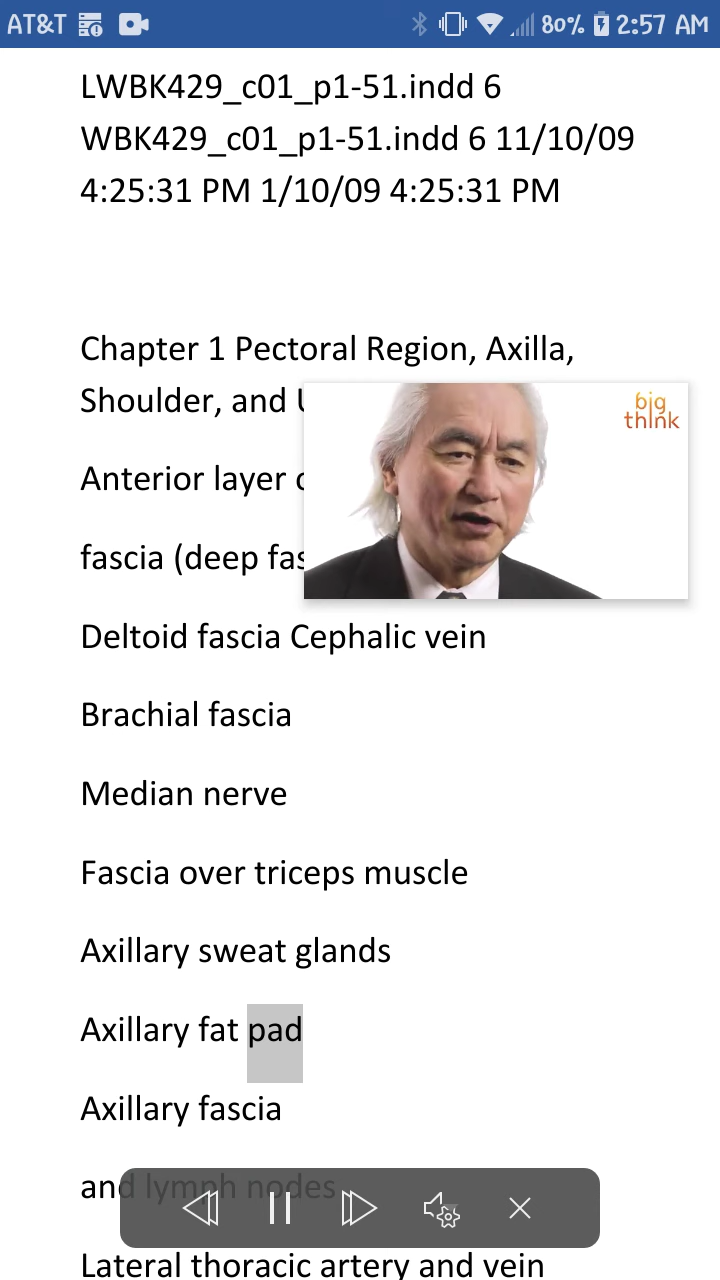 AT&T 80% 2:57 AM
LWBK429_c01_p1-51.indd 6
WBK429_c01_p1-51.indd 6 11/10/09
4:25:31 PM 1/10/09 4:25:31 PM
Chapter 1 Pectoral Region, Axilla,
Shoulder, and
big
think
Anterior layer
fascia (deep
Deltoid fascia Cephalic vein
Brachial fascia
Median nerve
Fascia over triceps muscle
Axillary sweat glands
Axillary fat pad
Axillary fascia
and lymph nodes
Lateral thoracic artery and vein